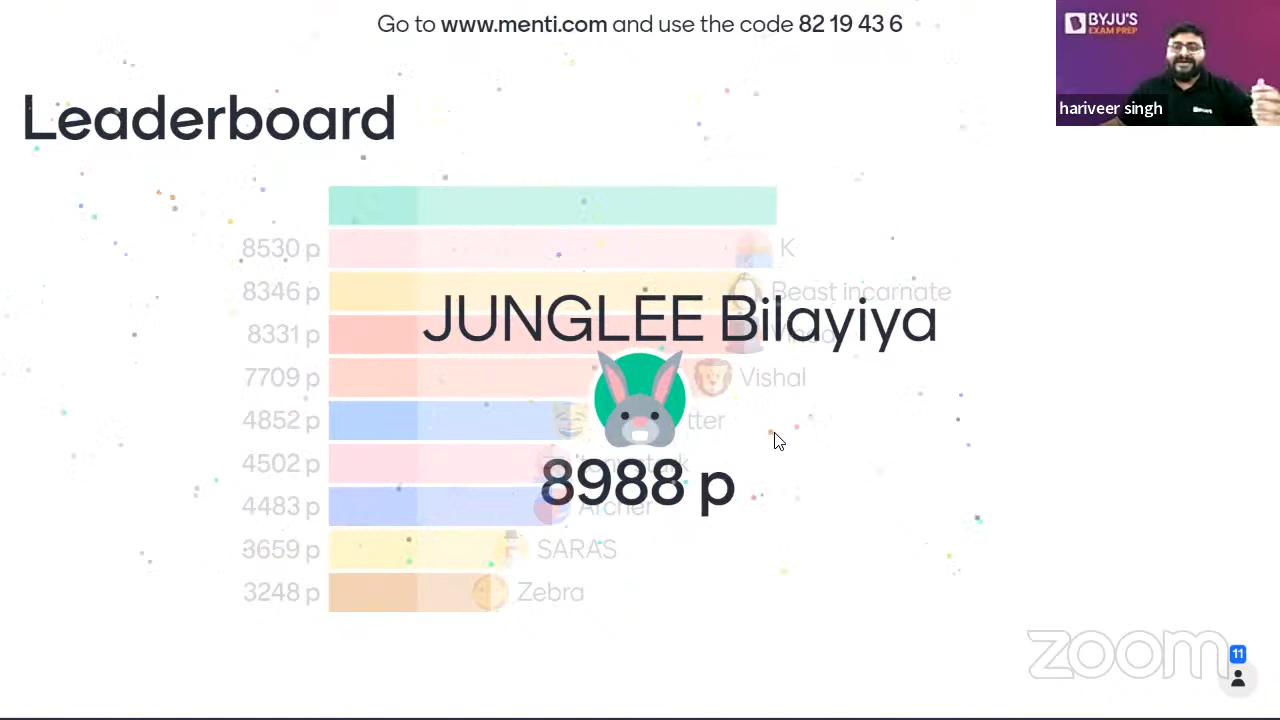 Go to www.menti.com and use the code 82 19 43 6
BYJU'S
EXAM PREP
hariveer singh
Leaderboard
8530 p K
8346 p Beast incarnate
JUNGLEE Bilayiya
8331 p
7709 p Vishal
4852 p tter
4502 p
8988 p
4483 p Archer
3659 p SARAS
3248 p Zebra
zoom
11